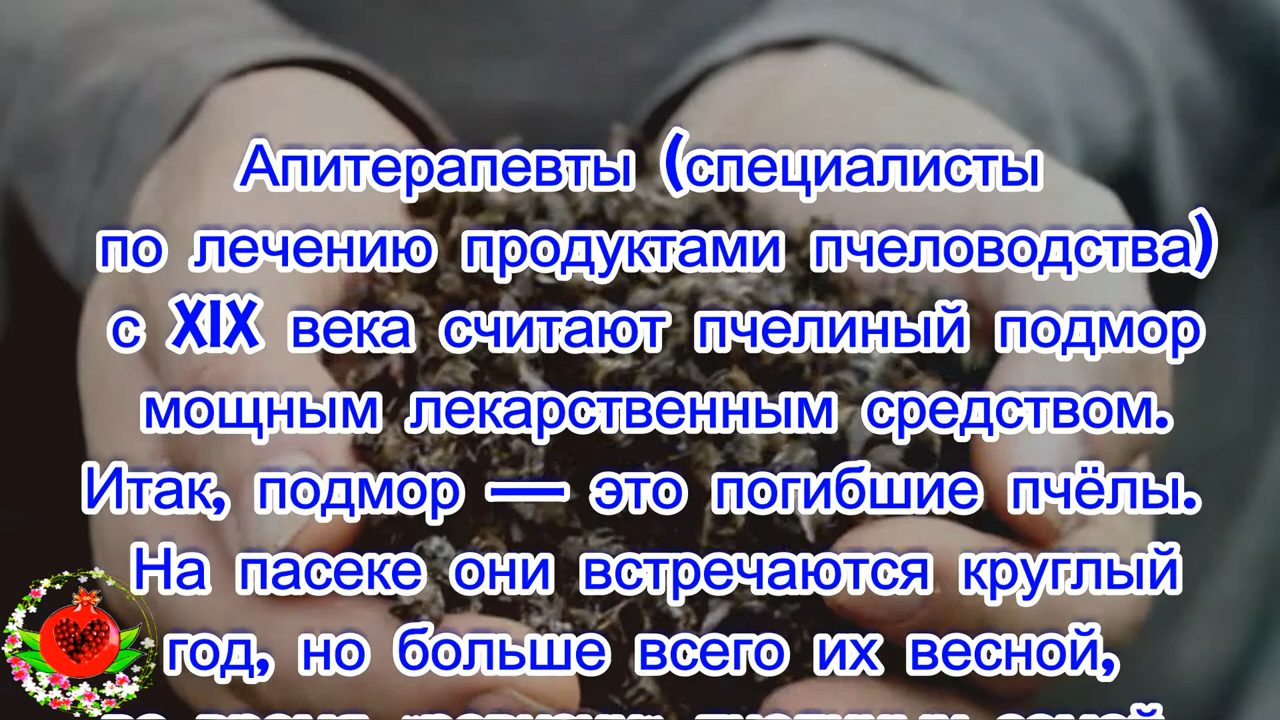 Апитерапевты (специалисты
по лечению продуктами пчеловодства)
с XIX века считают пчелиный подмор
мощным лекарственным средством.
Итак, подмор — это погибшие пчёлы.
На пасеке они встречаются круглый
год, но больше всего их весной,